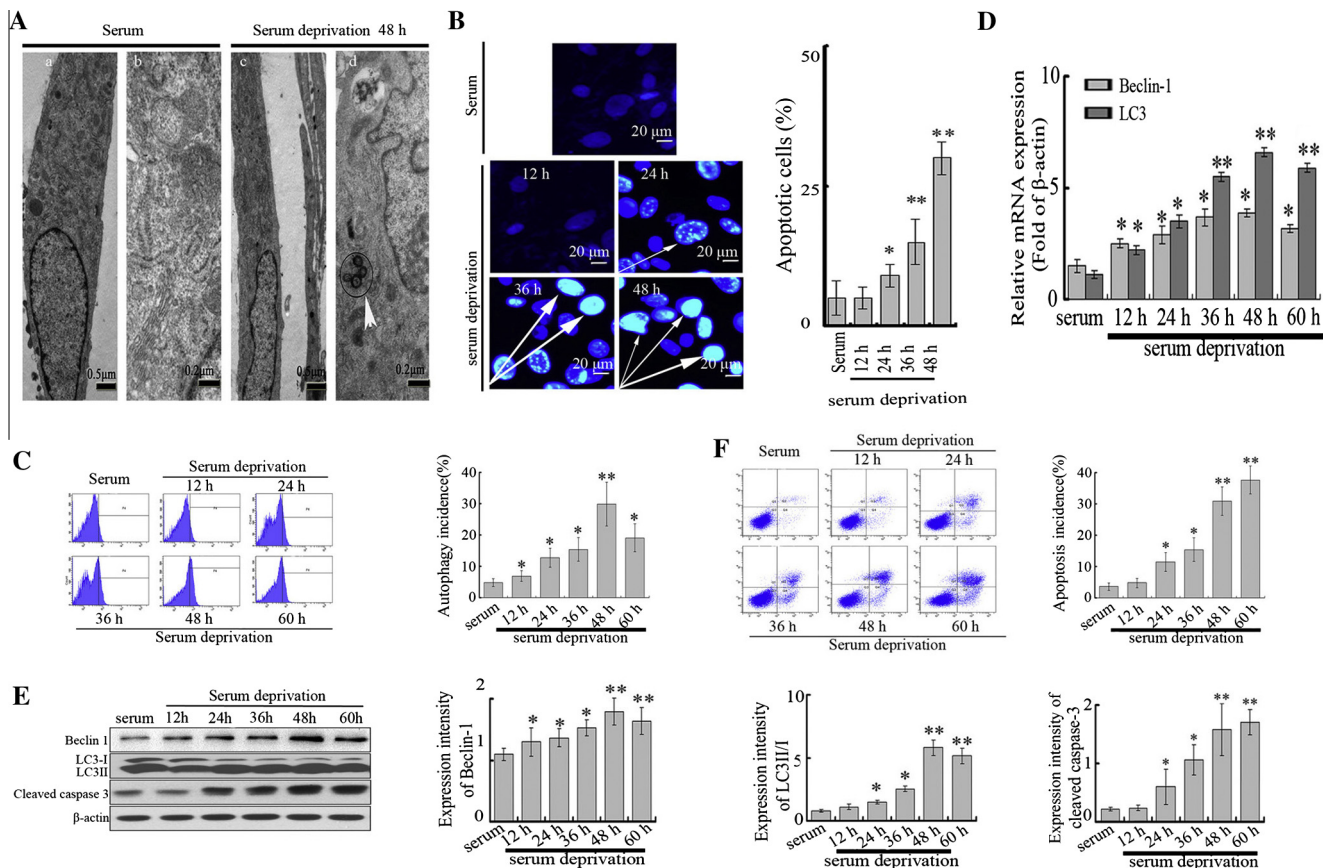 A
Serum
Serum deprivation 48 h
a
b
c
d
0.5μm
0.2μm
0.5μm
0.2μm
B
Serum
20 μm
serum deprivation
12 h
20 μm
24 h
20 μm
36 h
20 μm
48 h
20 μm
Apoptotic cells (%)
50
25
0
*
**
**
Serum
12 h
24 h
36 h
48 h
serum deprivation
D
Relative mRNA expression
(Fold of β-actin)
10
5
0
Beclin-1
LC3
* * * * * ** * ** * **
serum
12 h
24 h
36 h
48 h
60 h
serum deprivation
C
Serum
Serum deprivation
12 h
24 h
36 h
48 h
60 h
Serum deprivation
Autophagy incidence(%)
40
30
20
10
0
* * * ** *
serum
12 h
24 h
36 h
48 h
60 h
serum deprivation
F
Serum
Serum deprivation
12 h
24 h
36 h
48 h
60 h
Serum deprivation
Apoptosis incidence(%)
40
30
20
10
0
* * ** **
serum
12 h
24 h
36 h
48 h
60 h
serum deprivation
E
Serum deprivation
serum
12h
24h
36h
48h
60h
Beclin 1
LC3-I
LC3II
Cleaved caspase 3
β-actin
Expression intensity
of Beclin-1
2
1
0
* * * ** **
serum
12 h
24 h
36 h
48 h
60 h
serum deprivation
Expression intensity
of LC3II/I
10
5
0
* * ** **
serum
12 h
24 h
36 h
48 h
60 h
serum deprivation
Expression intensity of
cleaved caspase-3
2
1
0
* * ** **
serum
12 h
24 h
36 h
48 h
60 h
serum deprivation